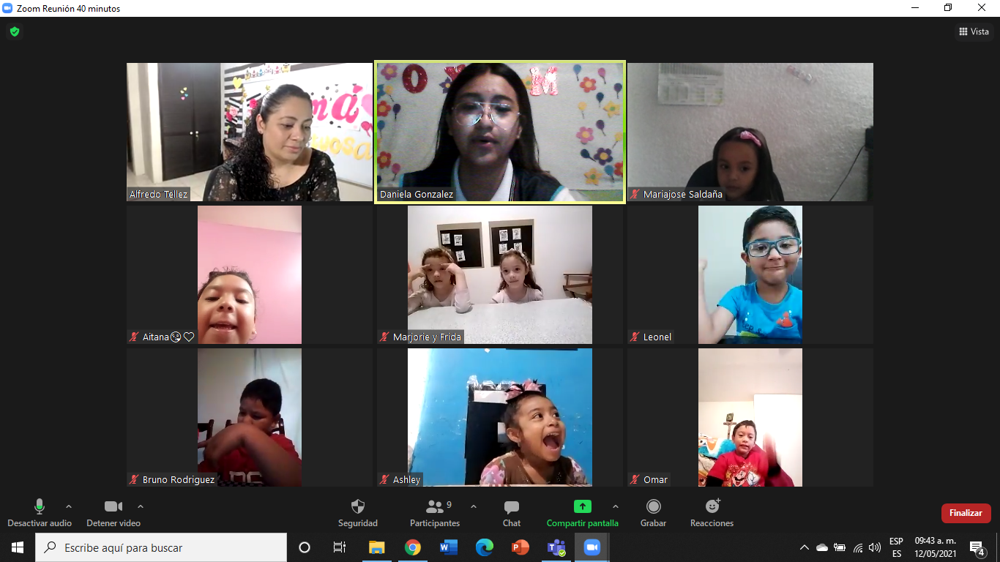 Zoom Reunión 40 minutos
Vista
má
tuosa
O
M
Alfredo Tellez
Daniela Gonzalez
Mariajose Saldaña
Aitana😘🤍
Marjorie y Frida
Leonel
Bruno Rodriguez
Ashley
Omar
9
Desactivar audio
Detener video
Seguridad
Participantes
Chat
Compartir pantalla
Grabar
Reacciones
Finalizar
Escribe aquí para buscar
ESP
ES
09:43 a. m.
12/05/2021
4